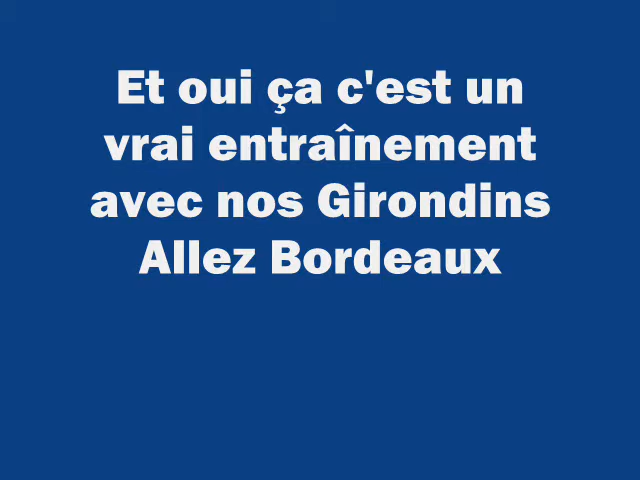 Et oui ça c'est un
vrai entraînement
avec nos Girondins
Allez Bordeaux